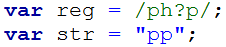 var reg = /ph?p/;
var str = "pp";